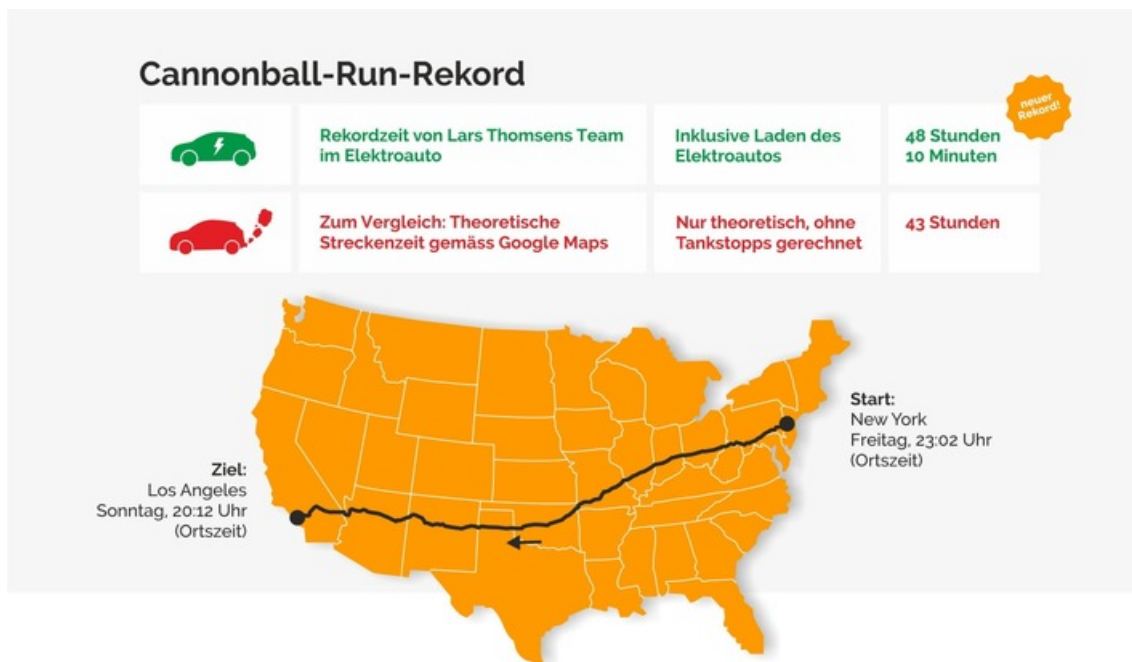 Cannonball-Run-Rekord
neuer
Rekord!
Rekordzeit von Lars Thomsens Team
im Elektroauto
Inklusive Laden des
Elektroautos
48 Stunden
10 Minuten
Zum Vergleich: Theoretische
Streckenzeit gemäss Google Maps
Nur theoretisch, ohne
Tankstopps gerechnet
43 Stunden
Start:
New York
Freitag, 23:02 Uhr
(Ortszeit)
Ziel:
Los Angeles
Sonntag, 20:12 Uhr
(Ortszeit)